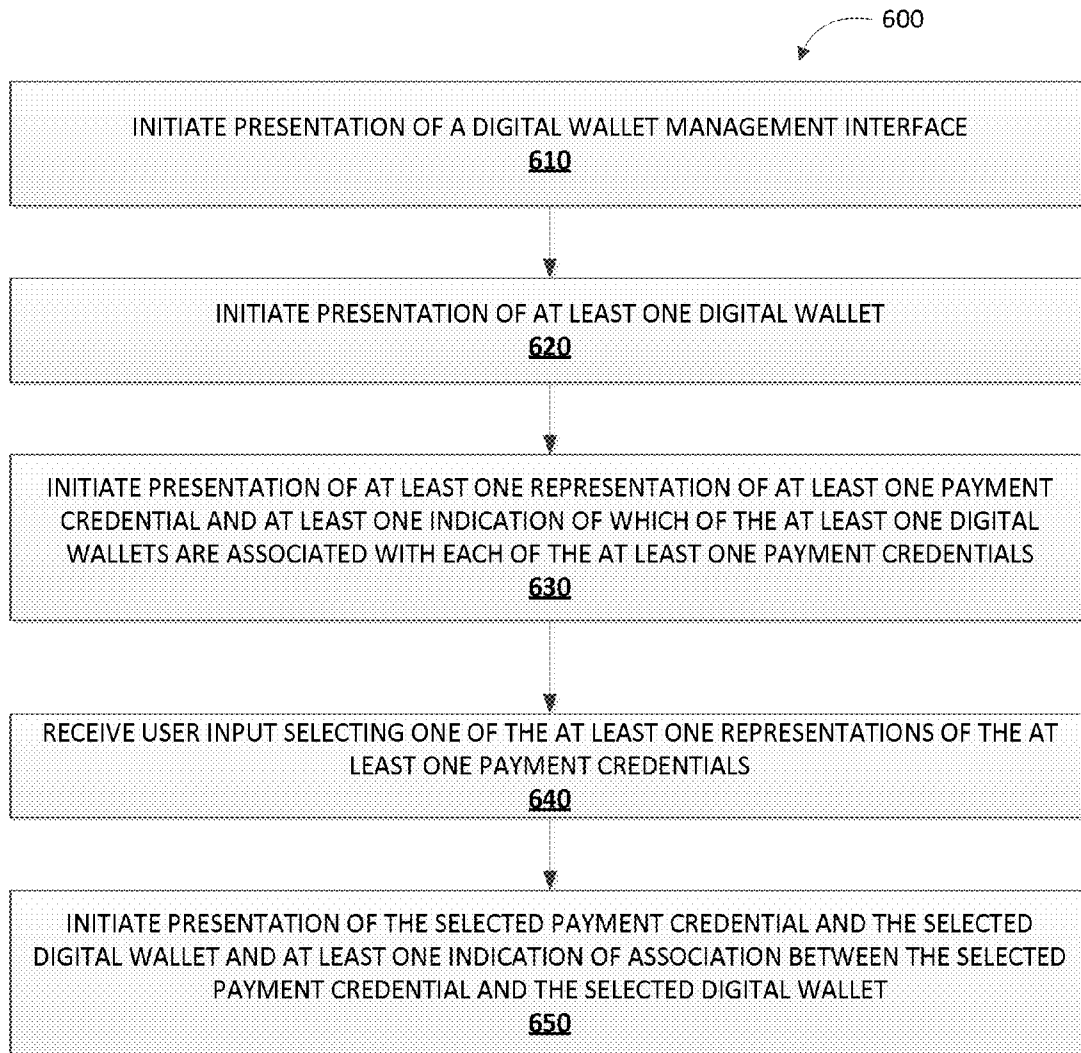 600
INITIATE PRESENTATION OF A DIGITAL WALLET MANAGEMENT INTERFACE
610
INITIATE PRESENTATION OF AT LEAST ONE DIGITAL WALLET
620
INITIATE PRESENTATION OF AT LEAST ONE REPRESENTATION OF AT LEAST ONE PAYMENT
CREDENTIAL AND AT LEAST ONE INDICATION OF WHICH OF THE AT LEAST ONE DIGITAL
WALLETS ARE ASSOCIATED WITH EACH OF THE AT LEAST ONE PAYMENT CREDENTIALS
630
RECEIVE USER INPUT SELECTING ONE OF THE AT LEAST ONE REPRESENTATIONS OF THE AT
LEAST ONE PAYMENT CREDENTIALS
640
INITIATE PRESENTATION OF THE SELECTED PAYMENT CREDENTIAL AND THE SELECTED
DIGITAL WALLET AND AT LEAST ONE INDICATION OF ASSOCIATION BETWEEN THE SELECTED
PAYMENT CREDENTIAL AND THE SELECTED DIGITAL WALLET
650